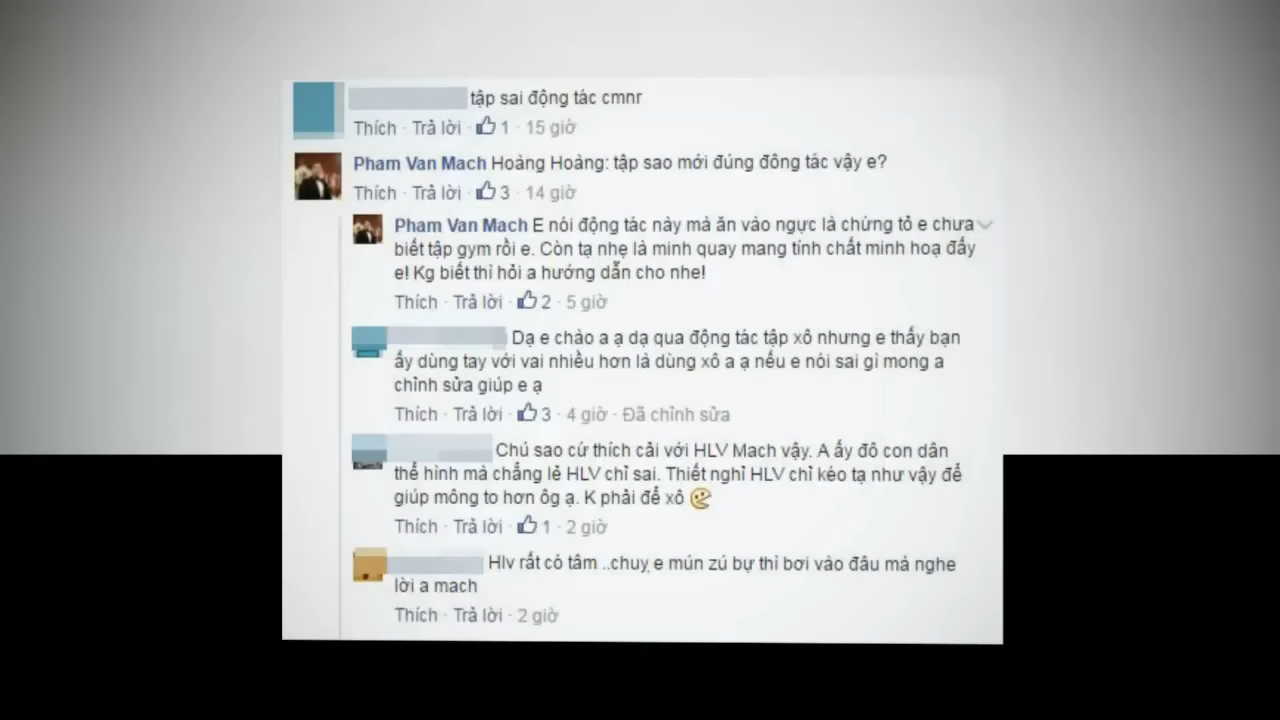 tập sai động tác cmnr
Thích · Trả lời · 1 · 15 giờ
Pham Van Mach Hoàng Hoàng: tập sao mới đúng đông tác vậy e?
Thích · Trả lời · 3 · 14 giờ
Pham Van Mach E nói động tác này mà ăn vào ngực là chứng tỏ e chưa
biết tập gym rồi e. Còn tạ nhẹ là minh quay mang tính chất minh hoạ đấy
e! Kg biết thì hỏi a hướng dẫn cho nhe!
Thích · Trả lời · 2 · 5 giờ
Dạ e chào a ạ dạ qua động tác tập xô nhưng e thấy bạn
ấy dùng tay với vai nhiều hơn là dùng xô a ạ nếu e nói sai gì mong a
chỉnh sửa giúp e ạ
Thích · Trả lời · 3 · 4 giờ · Đã chỉnh sửa
Chú sao cứ thích cải với HLV Mach vậy. A ấy đô con dân
thể hình mà chẳng lẻ HLV chỉ sai. Thiết nghỉ HLV chỉ kéo tạ như vậy để
giúp mông to hơn ôg ạ. K phải để xô
Thích · Trả lời · 1 · 2 giờ
Hlv rất có tâm ..chuỵ e mún zú bự thì bơi vào đâu mà nghe
lời a mach
Thích · Trả lời · 2 giờ